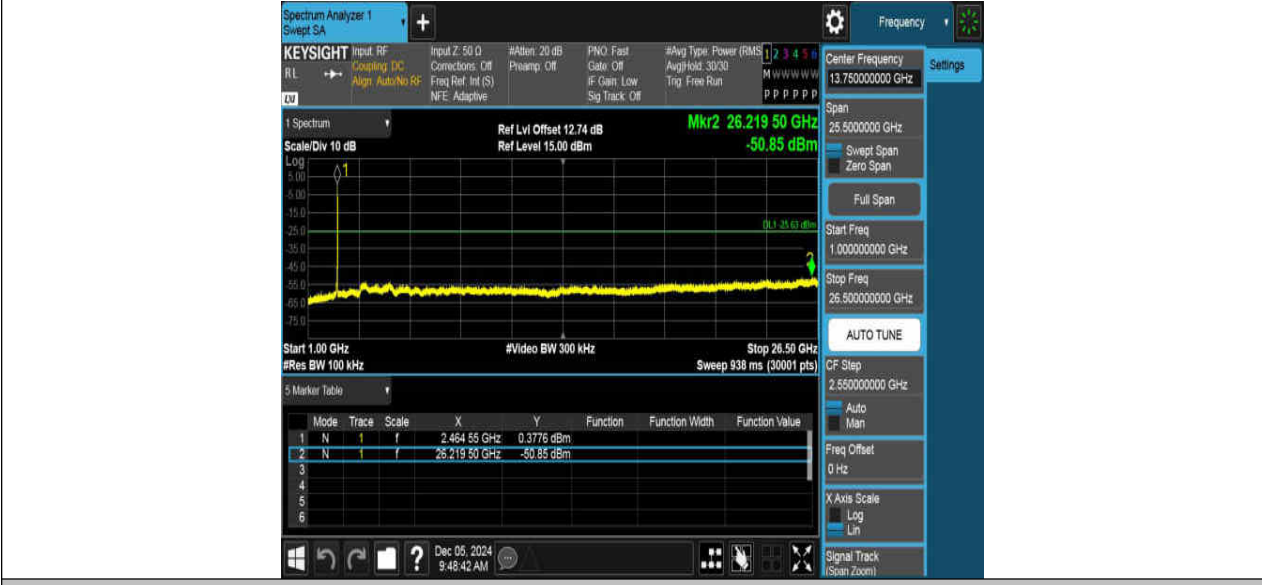 Spectrum Analyzer 1
Swept SA
+
Frequency
KEYSIGHT
RL
LXI
Input: RF
Coupling: DC
Align: Auto/No RF
Input Z: 50 Ω
Corrections: Off
Freq Ref: Int (S)
NFE: Adaptive
#Atten: 20 dB
Preamp: Off
PNO: Fast
Gate: Off
IF Gain: Low
Sig Track: Off
#Avg Type: Power (RMS
Avg|Hold: 30/30
Trig: Free Run
1 2 3 4 5 6
M W W W W W
P P P P P P
1 Spectrum
Scale/Div 10 dB
Ref Lvl Offset 12.74 dB
Ref Level 15.00 dBm
Mkr2 26.219 50 GHz
-50.85 dBm
Log
5.00
-5.00
-15.0
-25.0
-35.0
-45.0
-55.0
-65.0
-75.0
1
DL1 -25.63 dBm
2
Start 1.00 GHz
#Res BW 100 kHz
#Video BW 300 kHz
Stop 26.50 GHz
Sweep 938 ms (30001 pts)
5 Marker Table
Mode Trace Scale X Y Function Function Width Function Value
1 N 1 f 2.464 55 GHz 0.3776 dBm
2 N 1 f 26.219 50 GHz -50.85 dBm
3
4
5
6
?
Dec 05, 2024
9:48:42 AM
Center Frequency
13.750000000 GHz
Settings
Span
25.5000000 GHz
Swept Span
Zero Span
Full Span
Start Freq
1.000000000 GHz
Stop Freq
26.500000000 GHz
AUTO TUNE
CF Step
2.550000000 GHz
Auto
Man
Freq Offset
0 Hz
X Axis Scale
Log
Lin
Signal Track
(Span Zoom)